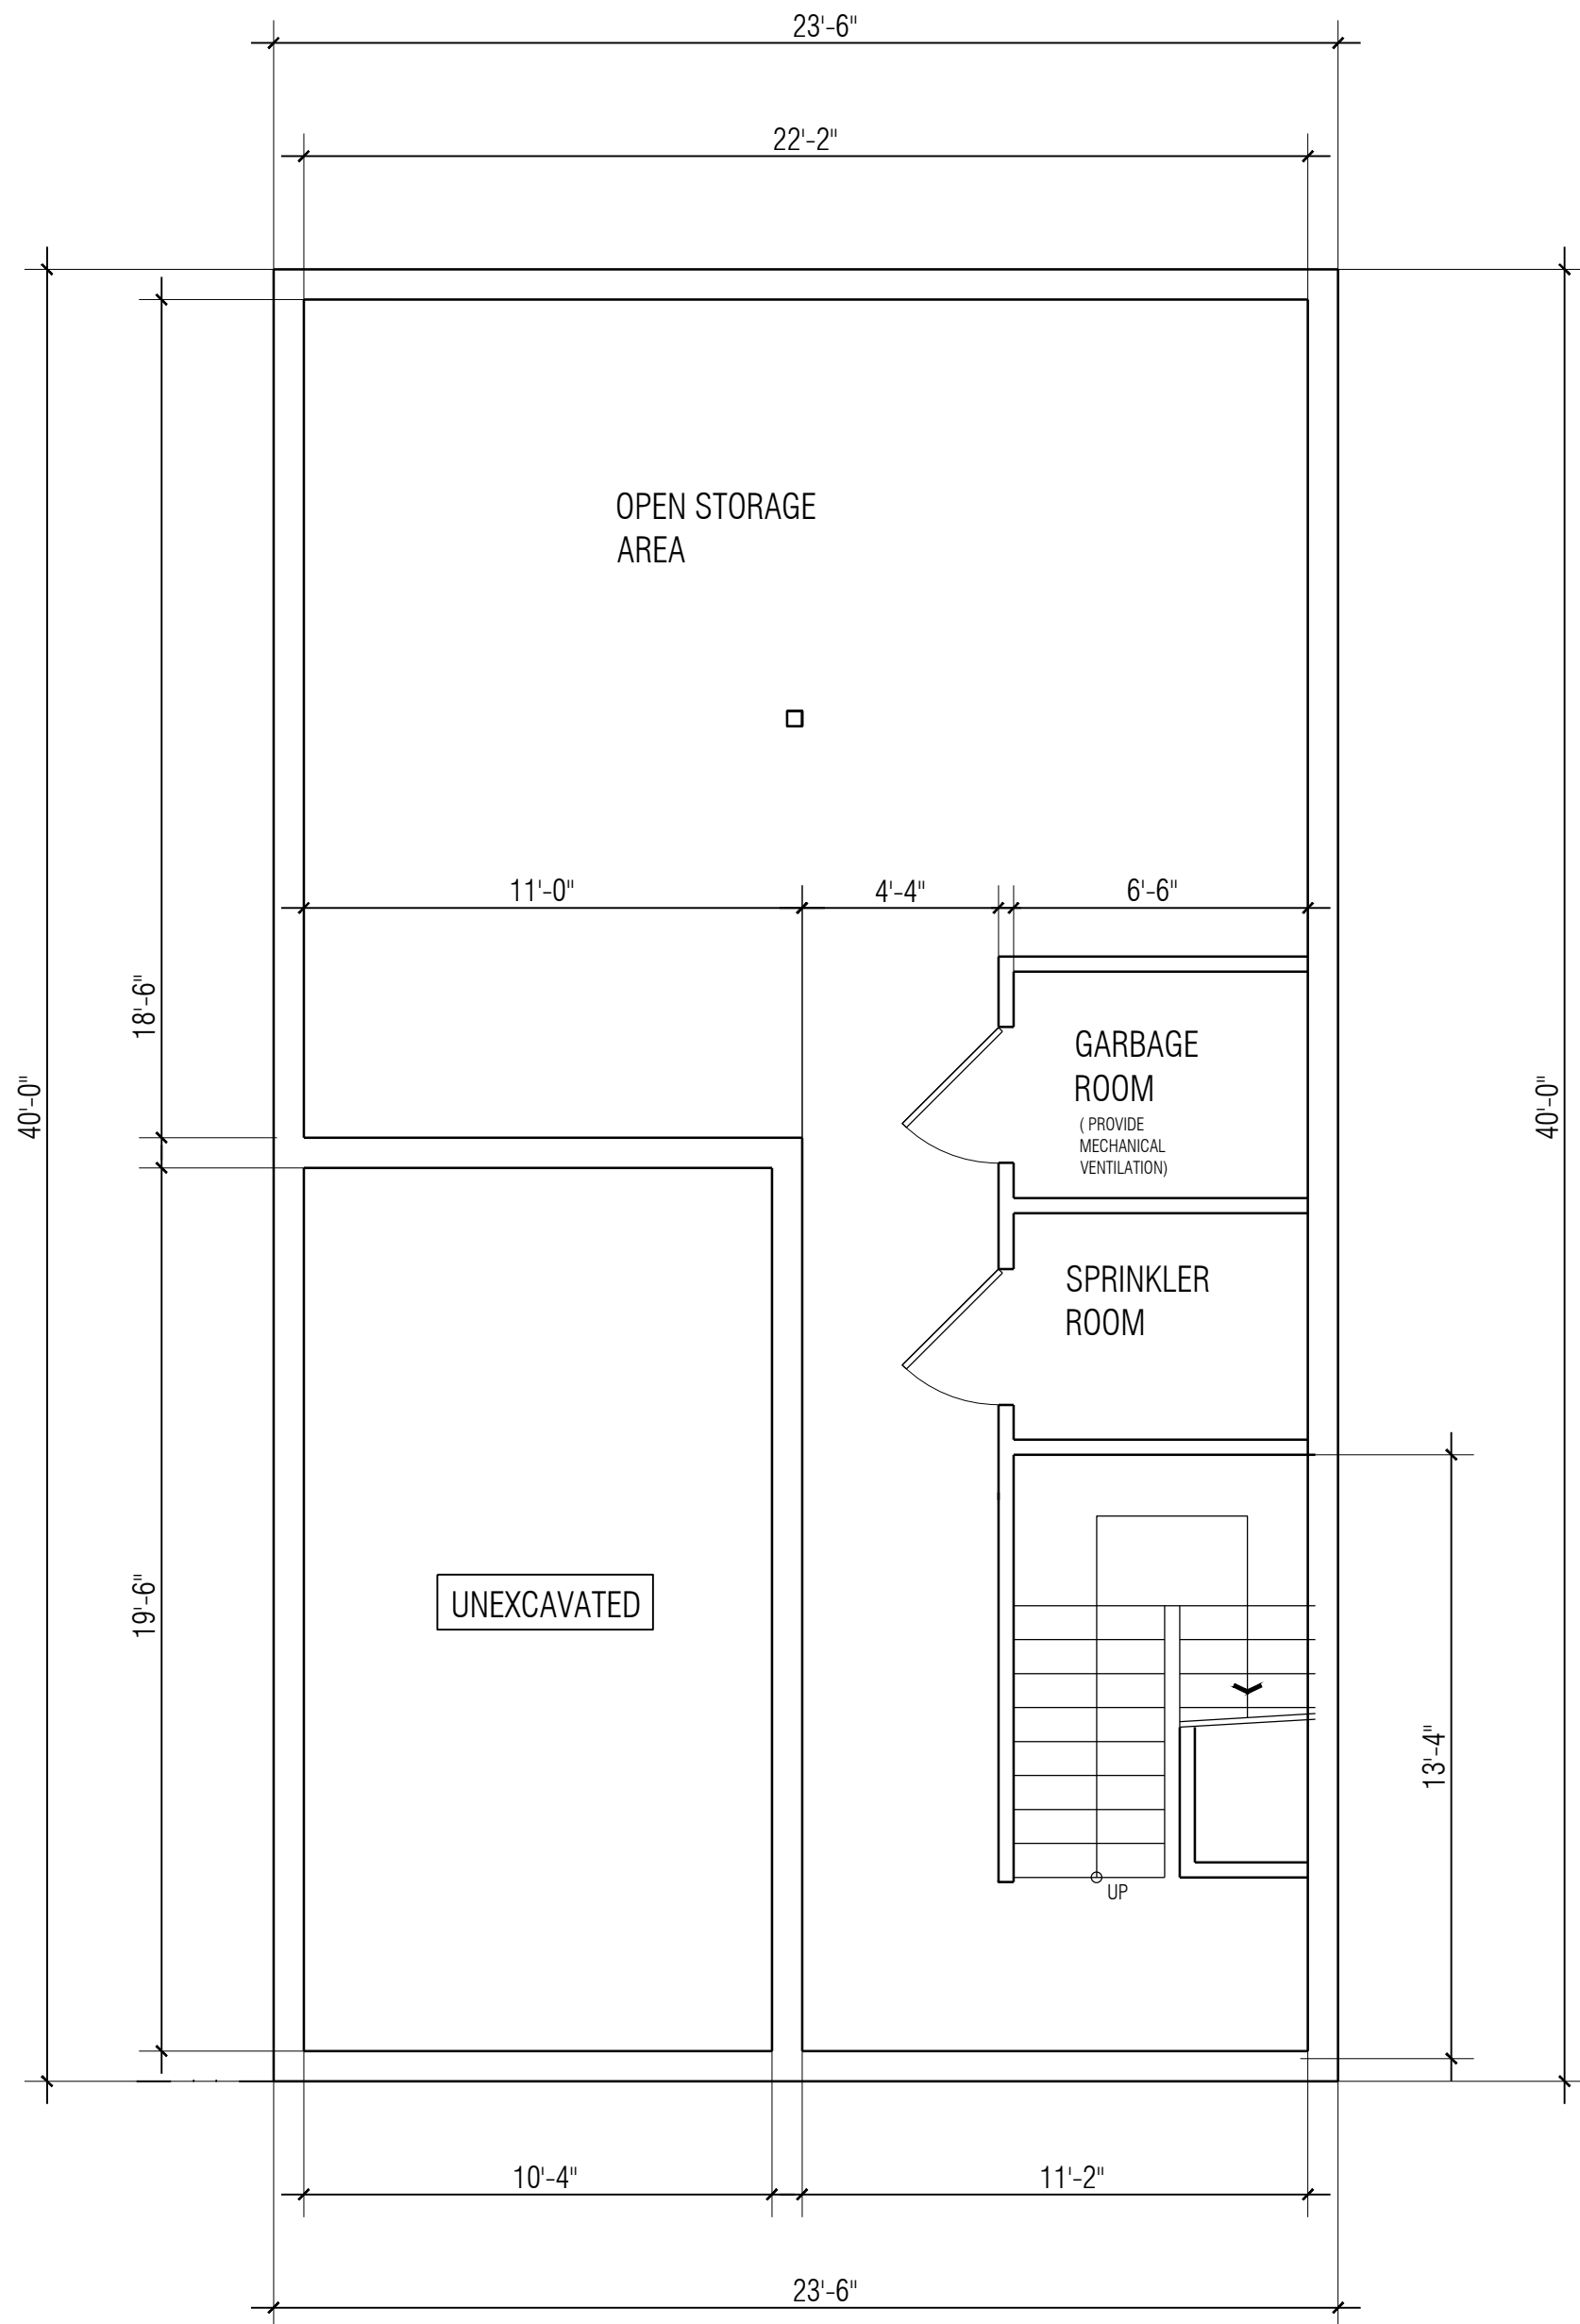 23'-6"
22'-2"
OPEN STORAGE
AREA
11'-0"
4'-4"
6'-6"
18'-6"
40'-0"
40'-0"
GARBAGE
ROOM
( PROVIDE
MECHANICAL
VENTILATION)
SPRINKLER
ROOM
UNEXCAVATED
19'-6"
13'-4"
UP
10'-4"
11'-2"
23'-6"